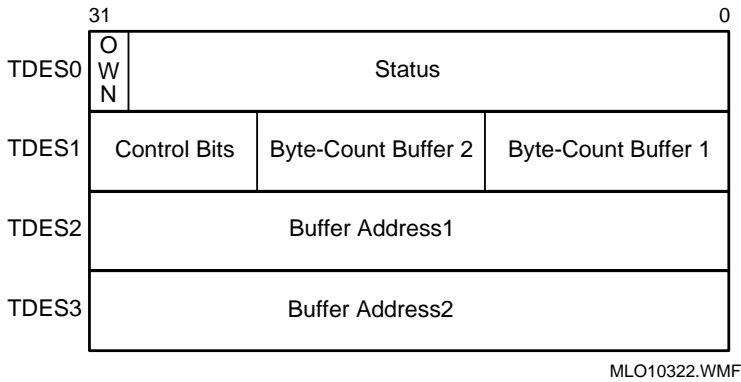 31 0
TDES0 OWN Status
TDES1 Control Bits Byte-Count Buffer 2 Byte-Count Buffer 1
TDES2 Buffer Address1
TDES3 Buffer Address2
MLO10322.WMF